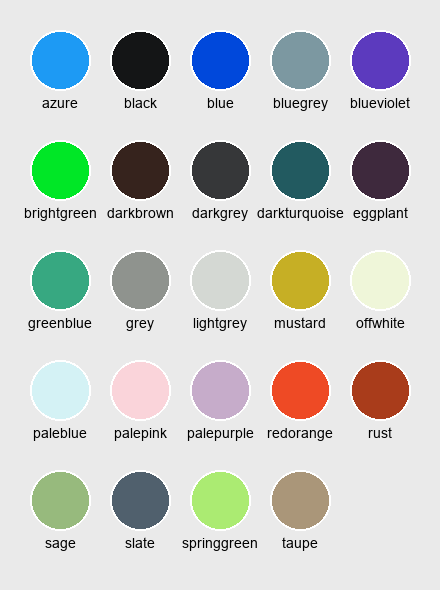 azure black blue bluegrey blueviolet
brightgreen darkbrown darkgrey darkturquoise eggplant
greenblue grey lightgrey mustard offwhite
paleblue palepink palepurple redorange rust
sage slate springgreen taupe